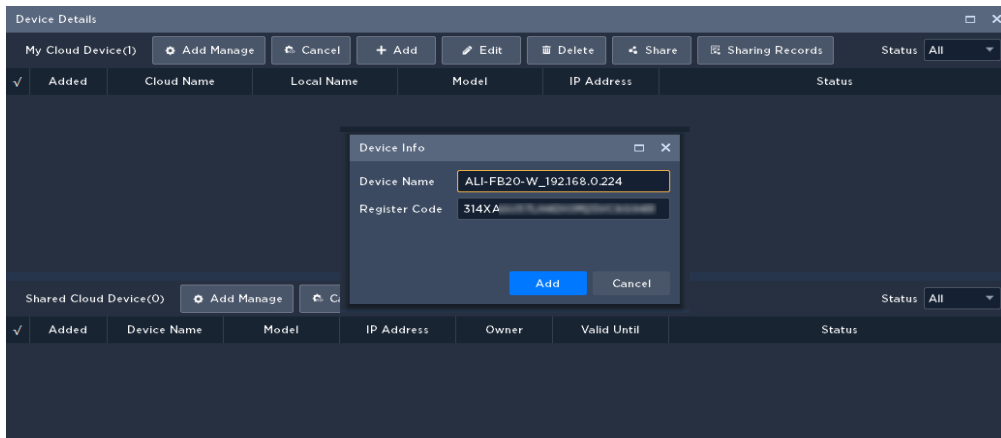 Device Details
My Cloud Device(1) Add Manage Cancel Add Edit Delete Share Sharing Records Status All
√ Added Cloud Name Local Name Model IP Address Status
Device Info
Device Name ALI-FB20-W_192.168.0.224
Register Code 314XA
Add Cancel
Shared Cloud Device(0) Add Manage Status All
√ Added Device Name Model IP Address Owner Valid Until Status